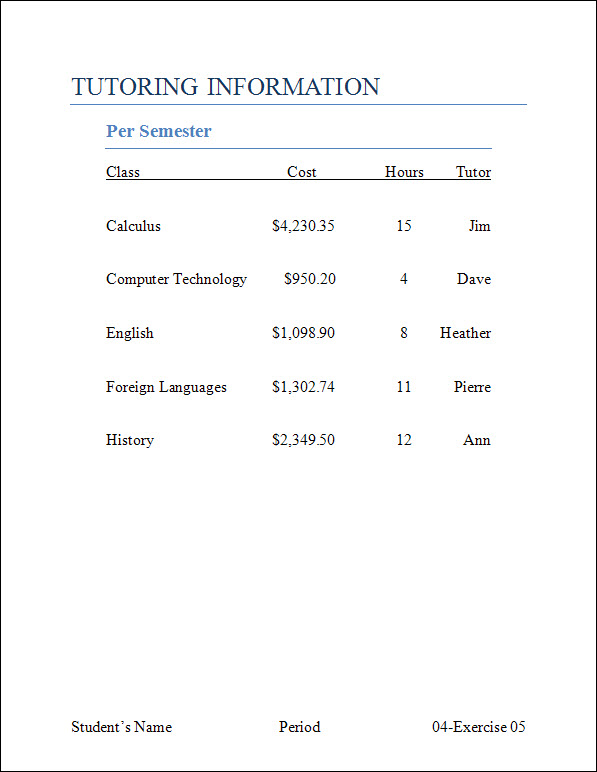 TUTORING INFORMATION
Per Semester
Class Cost Hours Tutor
Calculus $4,230.35 15 Jim
Computer Technology $950.20 4 Dave
English $1,098.90 8 Heather
Foreign Languages $1,302.74 11 Pierre
History $2,349.50 12 Ann
Student’s Name Period 04-Exercise 05